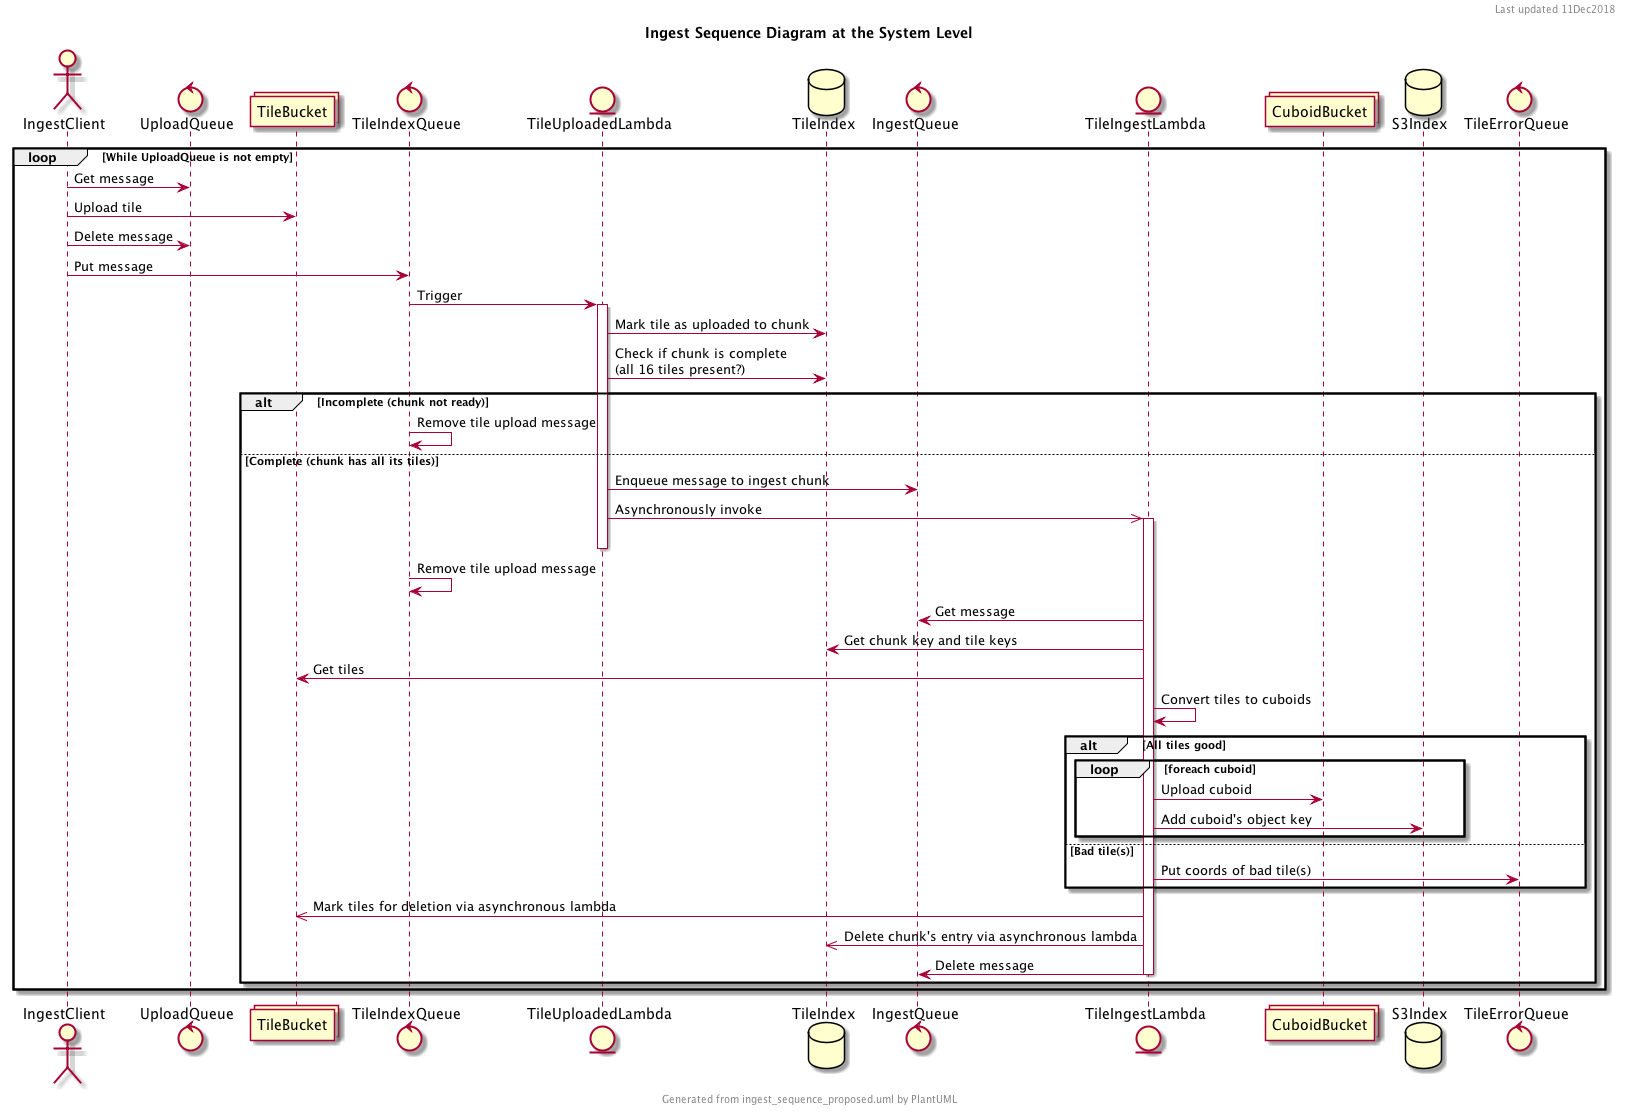 Last updated 11Dec2018
Ingest Sequence Diagram at the System Level
IngestClient
UploadQueue
TileBucket
TileIndexQueue
TileUploadedLambda
TileIndex
IngestQueue
TileIngestLambda
CuboidBucket
S3Index
TileErrorQueue
loop [While UploadQueue is not empty]
Get message
Upload tile
Delete message
Put message
Trigger
Mark tile as uploaded to chunk
Check if chunk is complete
(all 16 tiles present?)
alt [Incomplete (chunk not ready)]
Remove tile upload message
[Complete (chunk has all its tiles)]
Enqueue message to ingest chunk
Asynchronously invoke
Remove tile upload message
Get message
Get chunk key and tile keys
Get tiles
Convert tiles to cuboids
alt [All tiles good]
loop [foreach cuboid]
Upload cuboid
Add cuboid's object key
[Bad tile(s)]
Put coords of bad tile(s)
Mark tiles for deletion via asynchronous lambda
Delete chunk's entry via asynchronous lambda
Delete message
IngestClient
UploadQueue
TileBucket
TileIndexQueue
TileUploadedLambda
TileIndex
IngestQueue
TileIngestLambda
CuboidBucket
S3Index
TileErrorQueue
Generated from ingest_sequence_proposed.uml by PlantUML